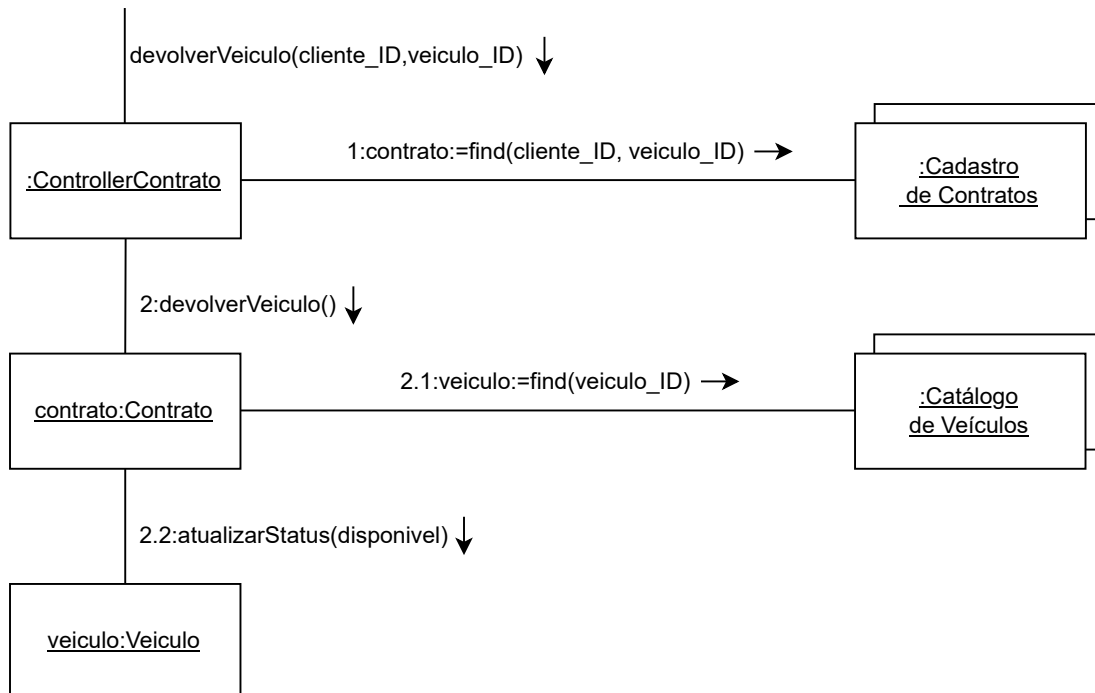 devolverVeiculo(cliente_ID,veiculo_ID)
:ControllerContrato
1:contrato:=find(cliente_ID, veiculo_ID)
:Cadastro
de Contratos
2:devolverVeiculo()
contrato:Contrato
2.1:veiculo:=find(veiculo_ID)
:Catálogo
de Veículos
2.2:atualizarStatus(disponivel)
veiculo:Veiculo